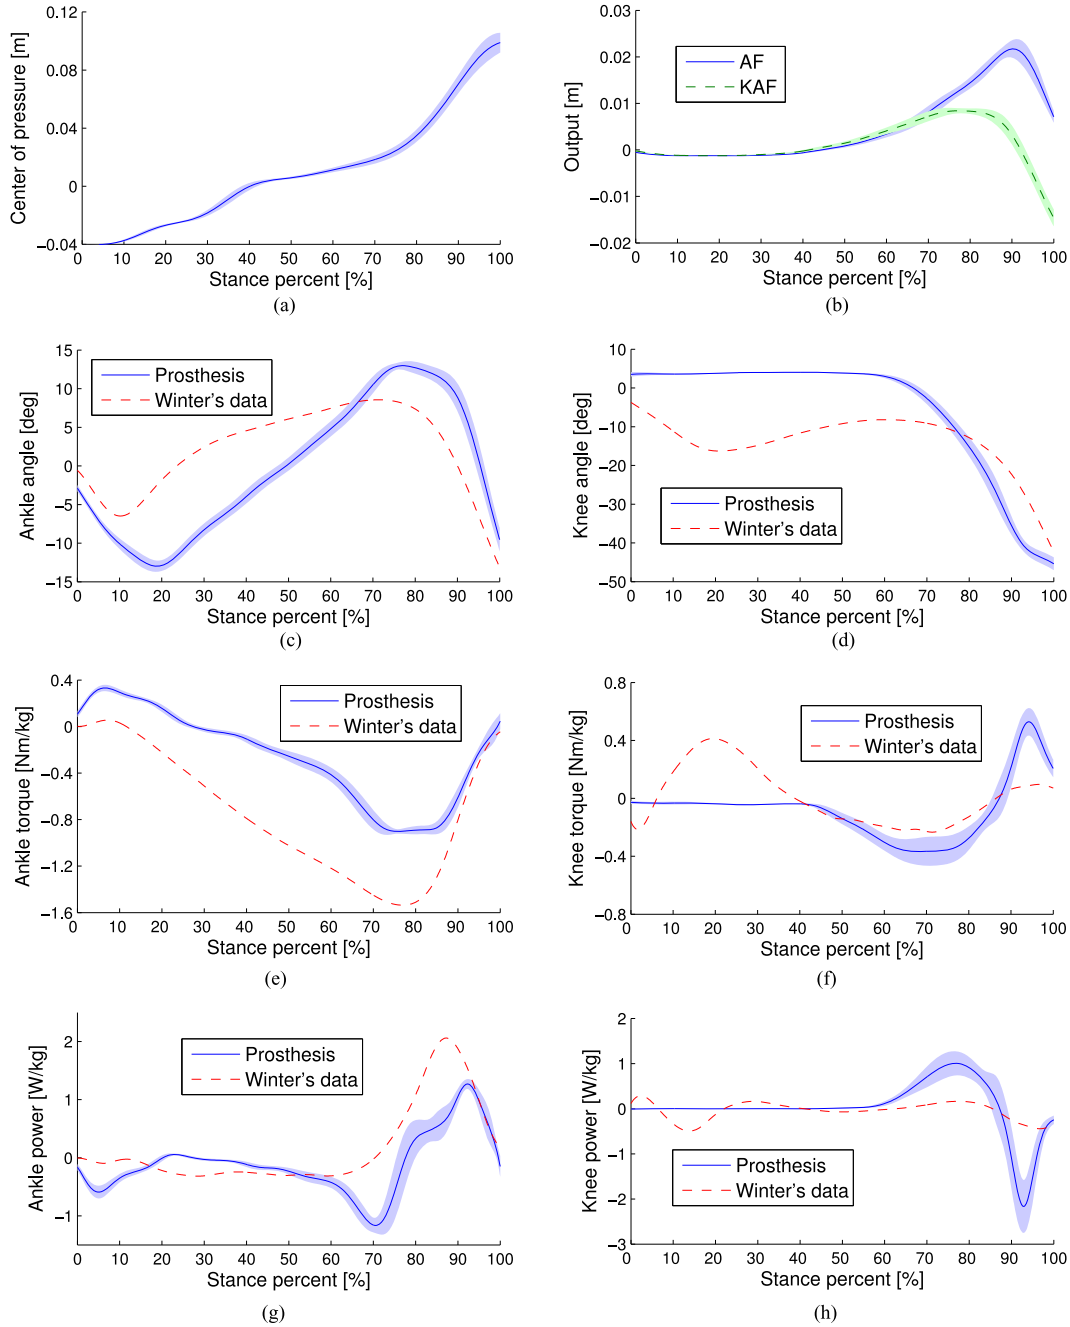 0.12
0.08
0.04
0
−0.04
Center of pressure [m]
0 10 20 30 40 50 60 70 80 90 100
Stance percent [%]
(a)
0.03
0.02
0.01
0
−0.01
−0.02
Output [m]
AF
KAF
0 10 20 30 40 50 60 70 80 90 100
Stance percent [%]
(b)
15
10
5
0
−5
−10
−15
Ankle angle [deg]
Prosthesis
Winter's data
0 10 20 30 40 50 60 70 80 90 100
Stance percent [%]
(c)
10
0
−10
−20
−30
−40
−50
Knee angle [deg]
Prosthesis
Winter's data
0 10 20 30 40 50 60 70 80 90 100
Stance percent [%]
(d)
0.4
0
−0.4
−0.8
−1.2
−1.6
Ankle torque [Nm/kg]
Prosthesis
Winter's data
0 10 20 30 40 50 60 70 80 90 100
Stance percent [%]
(e)
0.8
0.4
0
−0.4
−0.8
Knee torque [Nm/kg]
Prosthesis
Winter's data
0 10 20 30 40 50 60 70 80 90 100
Stance percent [%]
(f)
2
1
0
−1
Ankle power [W/kg]
Prosthesis
Winter's data
0 10 20 30 40 50 60 70 80 90 100
Stance percent [%]
(g)
2
1
0
−1
−2
−3
Knee power [W/kg]
Prosthesis
Winter's data
0 10 20 30 40 50 60 70 80 90 100
Stance percent [%]
(h)